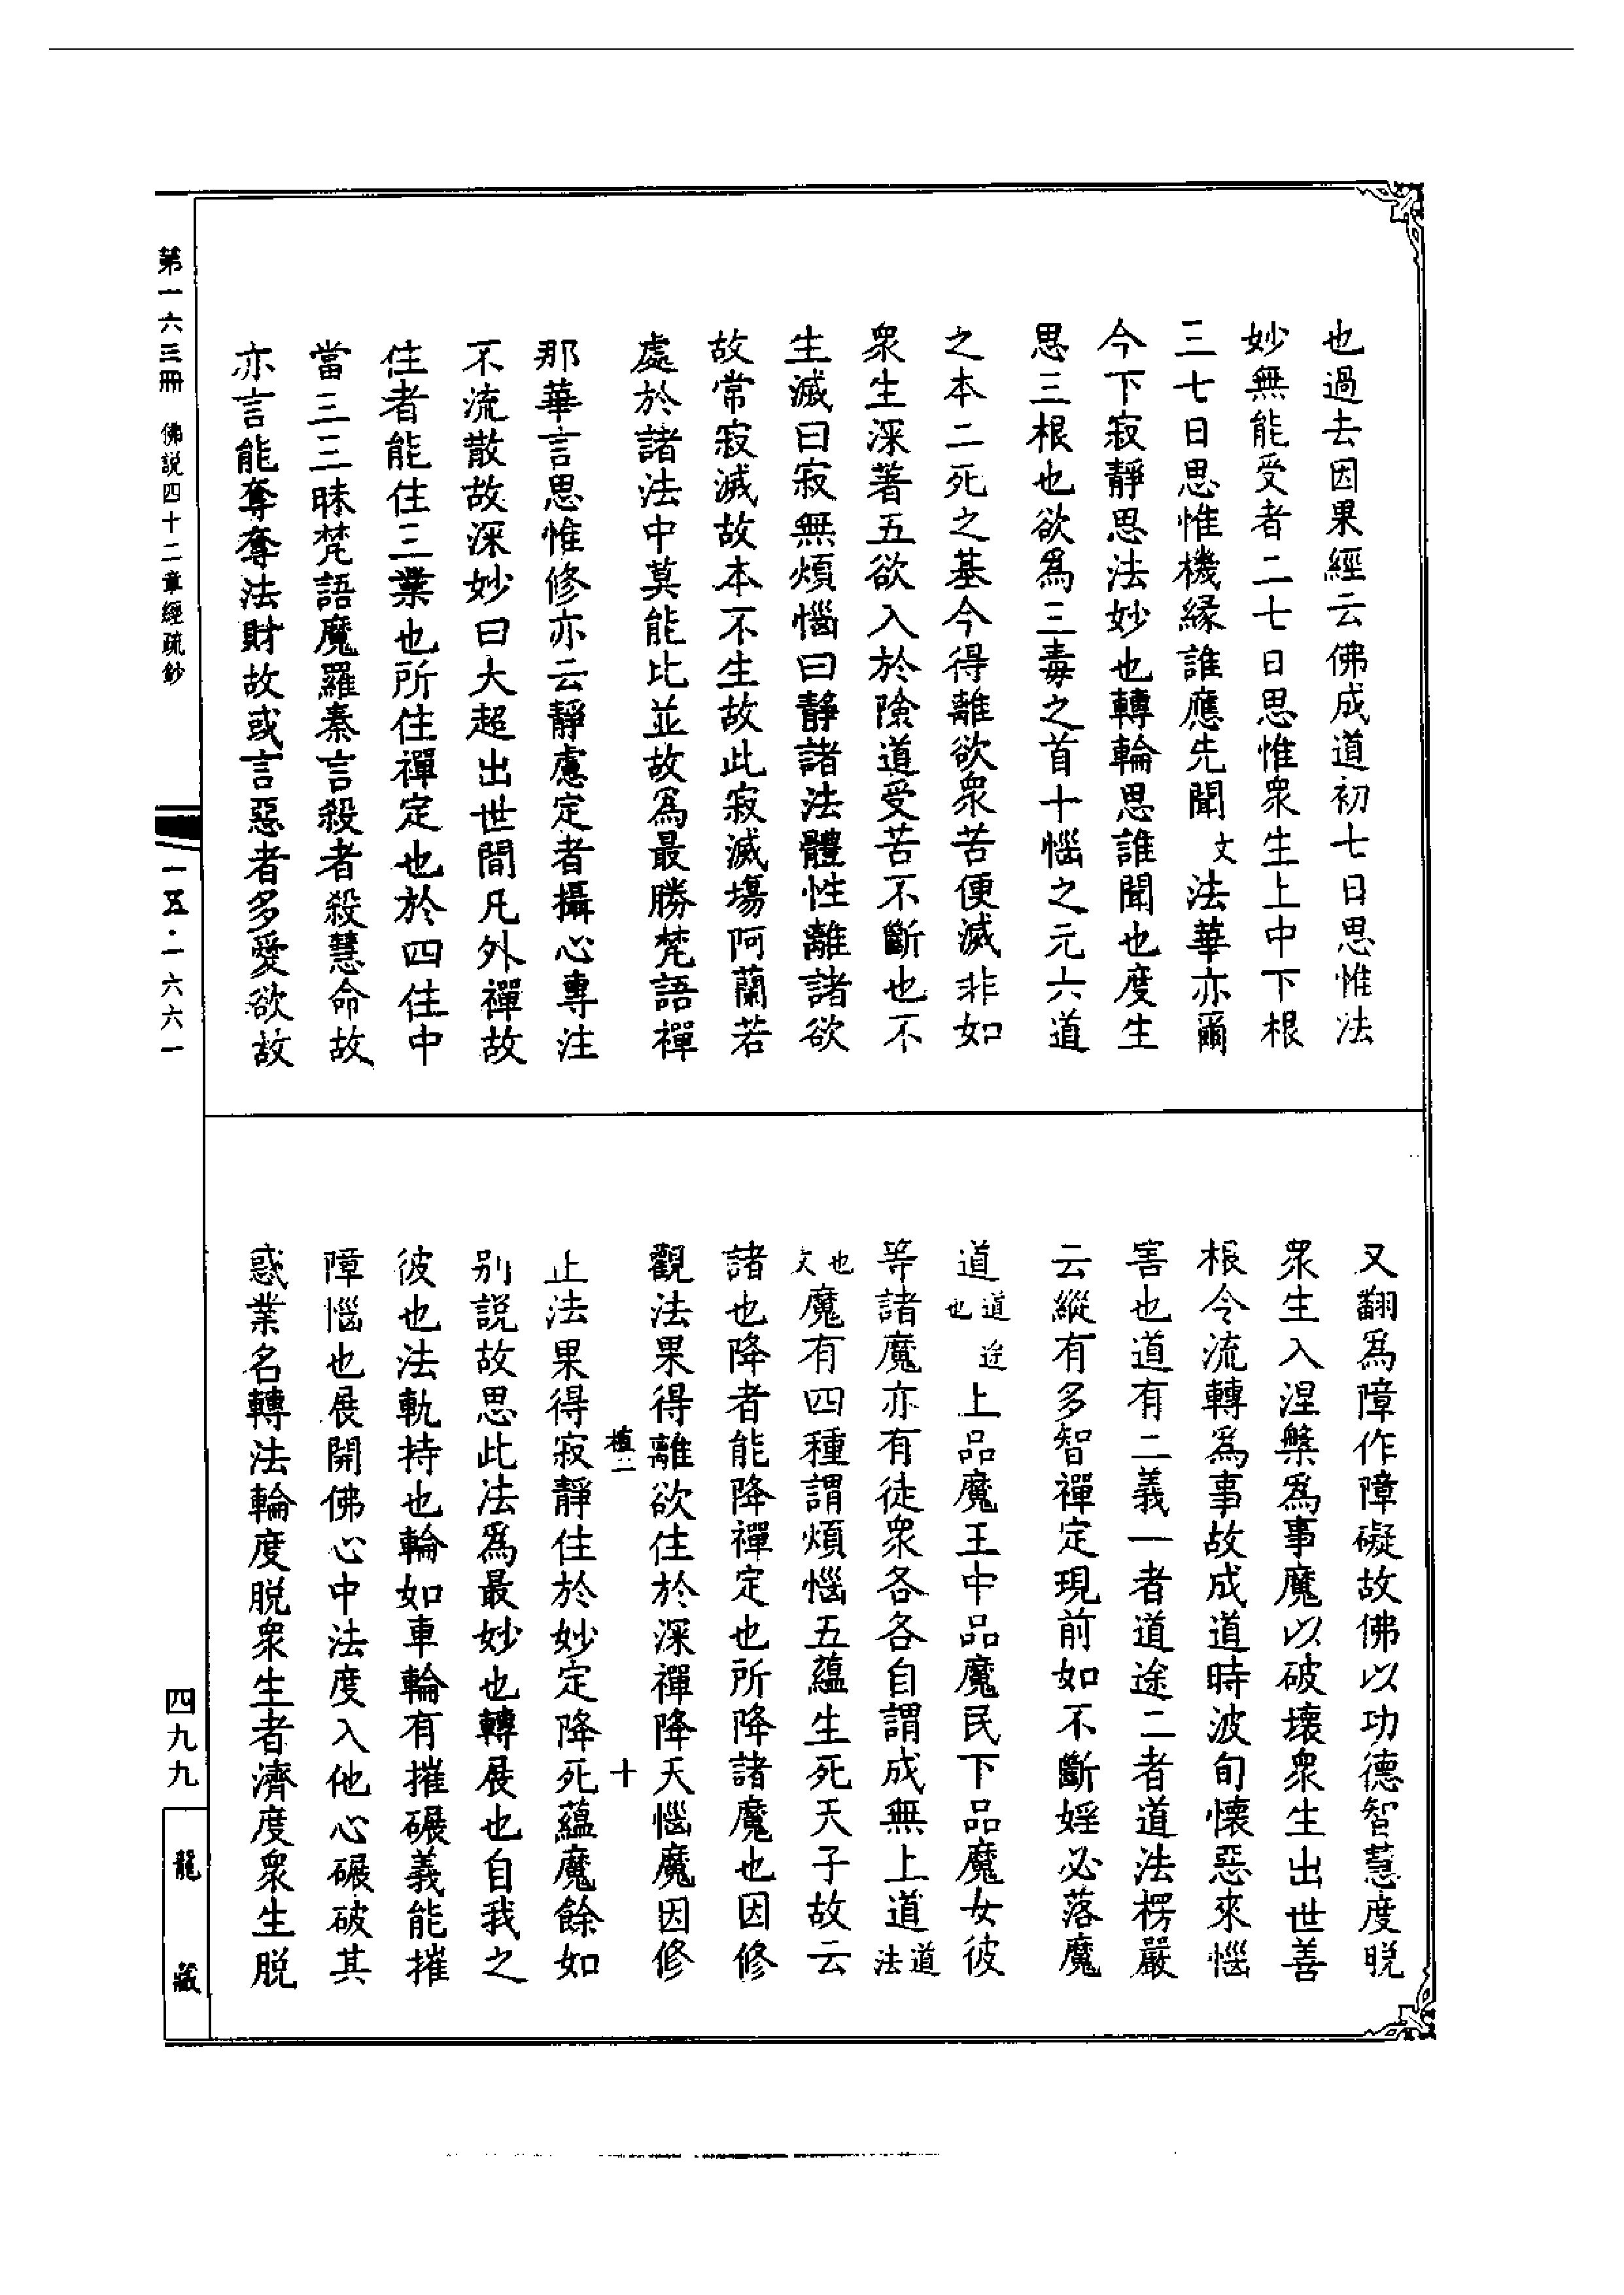 也過去因果經云佛成道初七日思惟法
妙無能受者二七日思惟衆生上中下根
三七日思惟機緣誰應先聞文法華亦爾
今下寂靜思法妙也轉輪思誰聞也度生
思三根也欲爲三毒之首十惱之元六道
之本二死之基今得離欲衆苦便滅非如
衆生深著五欲入於險道受苦不斷也不
生滅曰寂無煩惱曰靜諸法體性離諸欲
故常寂滅故本不生故此寂滅場阿蘭若
處於諸法中莫能比並故爲最勝梵語禪
那華言思惟修亦云靜慮定者攝心專注
不流散故深妙曰大超出世間凡外禪故
住者能住三業也所住禪定也於四住中
當三三昧梵語魔羅秦言殺者殺慧命故
亦言能奪奪法財故或言惡者多愛欲故
又翻爲障作障礙故佛以功德智慧度脫
衆生入涅槃爲事魔以破壞衆生出世善
根令流轉爲事故成道時波旬懷惡來惱
害也道有二義一者道途二者道法楞嚴
云縱有多智禪定現前如不斷婬必落魔
道道途也上品魔王中品魔民下品魔女彼
等諸魔亦有徒衆各各自謂成無上道道法
也文魔有四種謂煩惱五蘊生死天子故云
諸也降者能降禪定也所降諸魔也因修
觀法果得離欲住於深禪降天惱魔因修
植二 十
止法果得寂靜住於妙定降死蘊魔餘如
別説故思此法爲最妙也轉展也自我之
彼也法軌持也輪如車輪有摧碾義能摧
障惱也展開佛心中法度入他心碾破其
惑業名轉法輪度脫衆生者濟度衆生脫
第一六三冊 佛説四十二章經疏鈔
一五·一六六一
四九九
龍藏